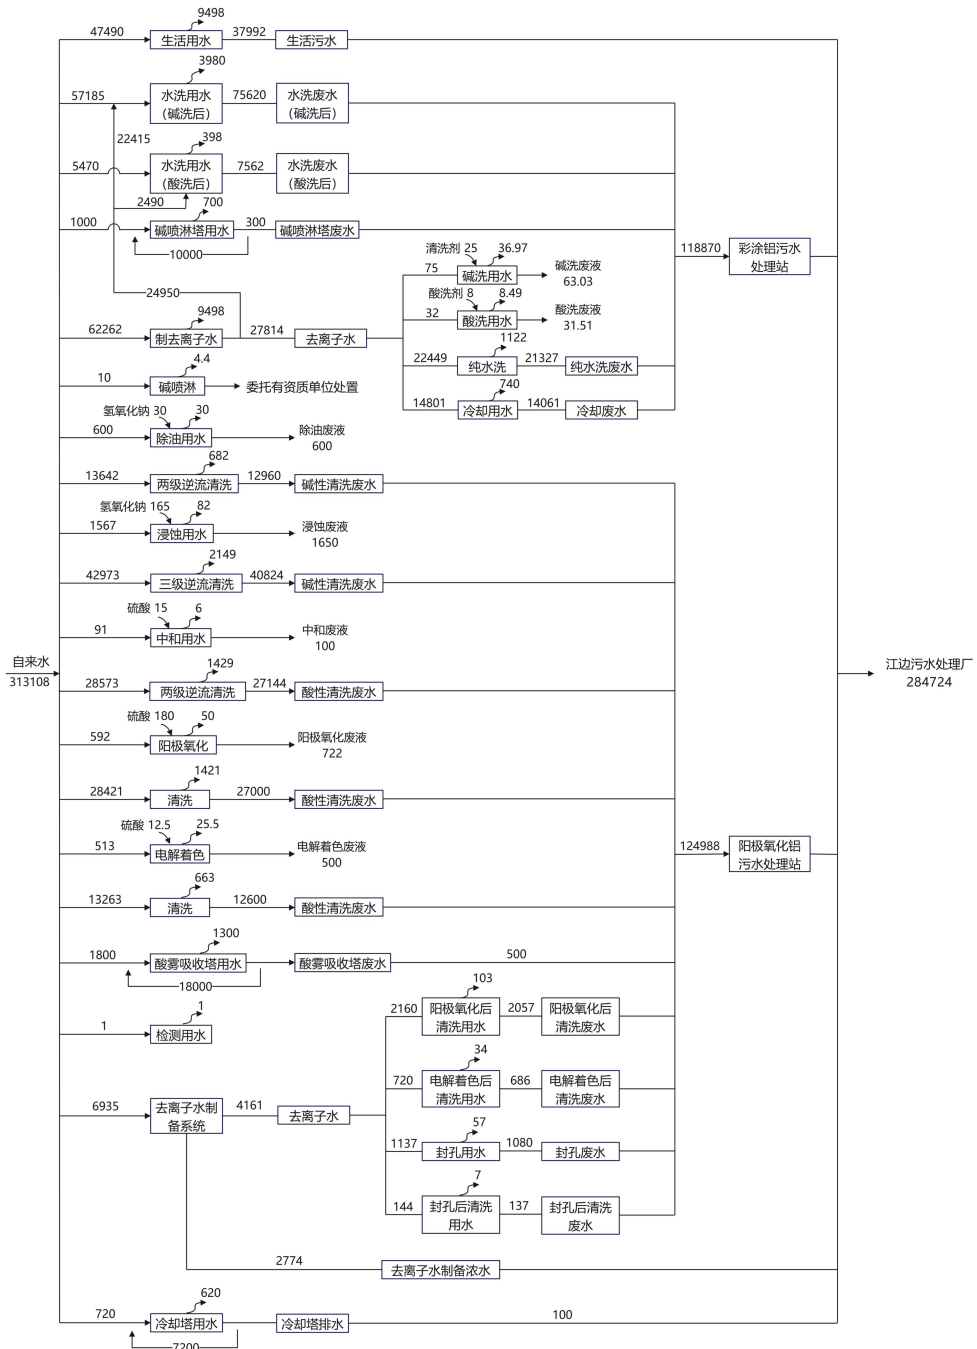 9498
47490
生活用水
37992
生活污水
3980
57185
水洗用水
（碱洗后）
75620
水洗废水
（碱洗后）
22415
398
5470
水洗用水
（酸洗后）
7562
水洗废水
（酸洗后）
2490
700
1000
碱喷淋塔用水
300
碱喷淋塔废水
10000
118870
彩涂铝污水
处理站
清洗剂 25
36.97
75
碱洗用水
碱洗废液
63.03
24950
酸洗剂 8
8.49
32
酸洗用水
酸洗废液
31.51
9498
62262
制去离子水
27814
去离子水
1122
22449
纯水洗
21327
纯水洗废水
4.4
10
碱喷淋
委托有资质单位处置
740
14801
冷却用水
14061
冷却废水
氢氧化钠 30
30
600
除油用水
除油废液
600
682
13642
两级逆流清洗
12960
碱性清洗废水
氢氧化钠 165
82
1567
浸蚀用水
浸蚀废液
1650
2149
42973
三级逆流清洗
40824
碱性清洗废水
硫酸 15
6
91
中和用水
中和废液
100
自来水
313108
1429
28573
两级逆流清洗
27144
酸性清洗废水
江边污水处理厂
284724
硫酸 180
50
592
阳极氧化
阳极氧化废液
722
1421
28421
清洗
27000
酸性清洗废水
硫酸 12.5
25.5
513
电解着色
电解着色废液
500
124988
阳极氧化铝
污水处理站
663
13263
清洗
12600
酸性清洗废水
1300
1800
酸雾吸收塔用水
酸雾吸收塔废水
500
18000
1
1
检测用水
103
2160
阳极氧化后
清洗用水
2057
阳极氧化后
清洗废水
34
720
电解着色后
清洗用水
686
电解着色后
清洗废水
6935
去离子水制
备系统
4161
去离子水
57
1137
封孔用水
1080
封孔废水
7
144
封孔后清洗
用水
137
封孔后清洗
废水
2774
去离子水制备浓水
620
720
冷却塔用水
冷却塔排水
100
7200